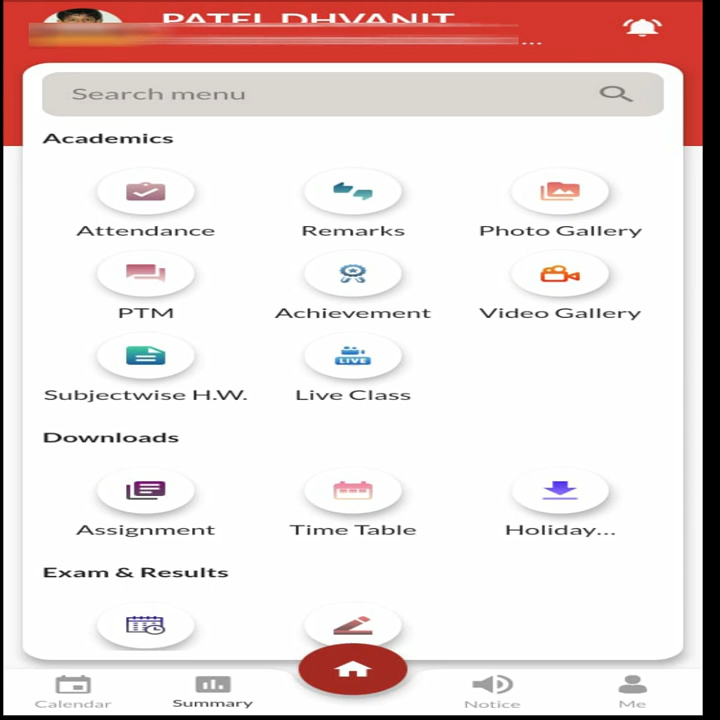 PATEL DHVANIT
...
Search menu
Academics
Attendance Remarks Photo Gallery
PTM Achievement Video Gallery
Subjectwise H.W. LIVE Live Class
Downloads
Assignment Time Table Holiday...
Exam & Results
Calendar Summary Notice Me